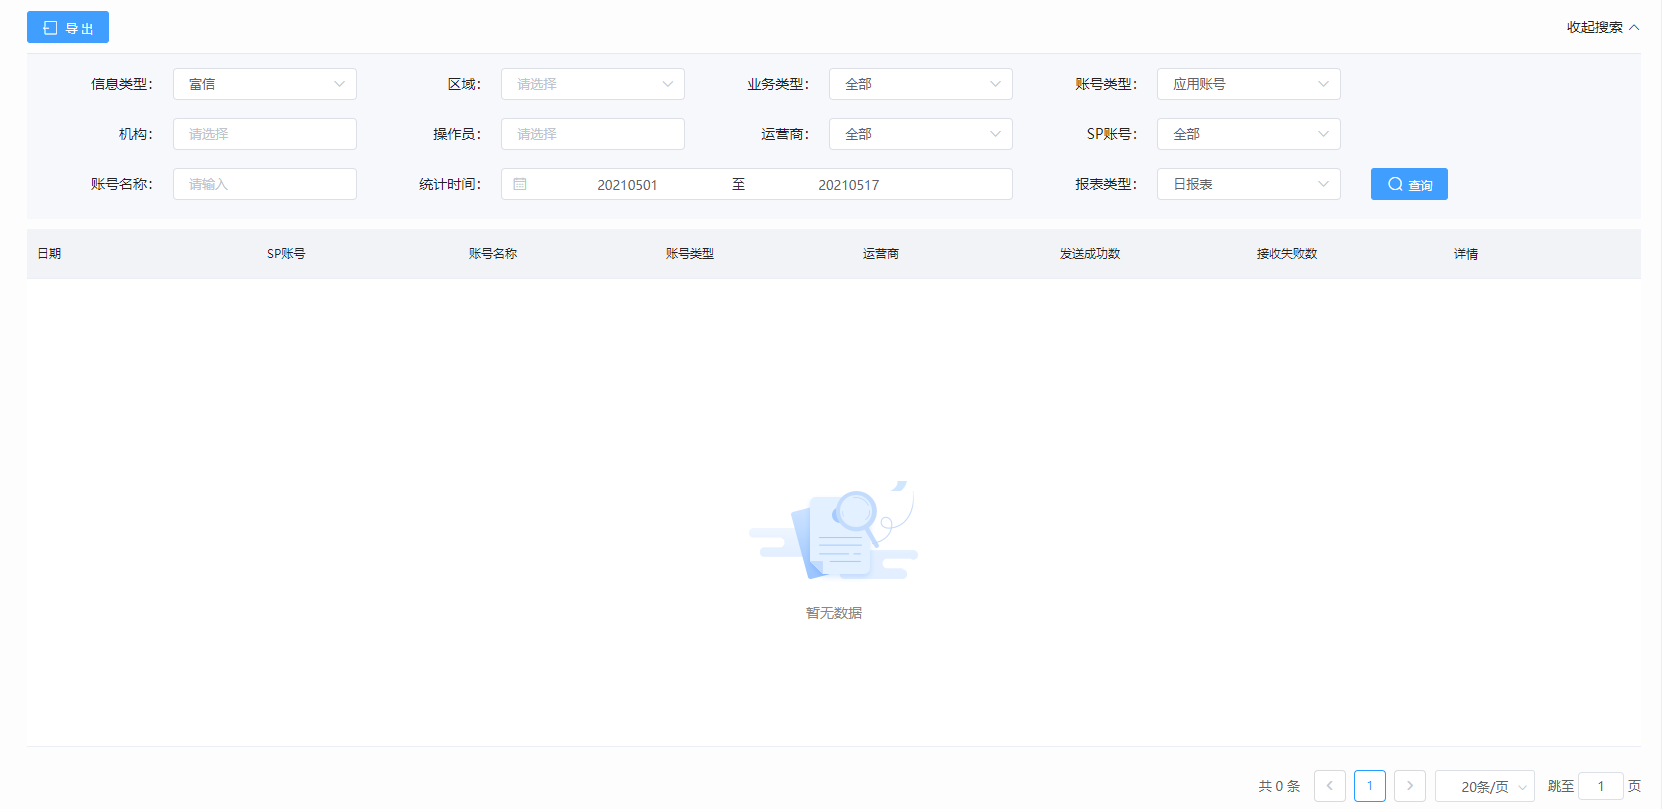 导出
收起搜索
信息类型： 富信 区域： 请选择 业务类型： 全部 账号类型： 应用账号
机构： 请选择 操作员： 请选择 运营商： 全部 SP账号： 全部
账号名称： 请输入 统计时间： 20210501 至 20210517 报表类型： 日报表 查询
日期 SP账号 账号名称 账号类型 运营商 发送成功数 接收失败数 详情
暂无数据
共 0 条 1 20条/页 跳至 1 页